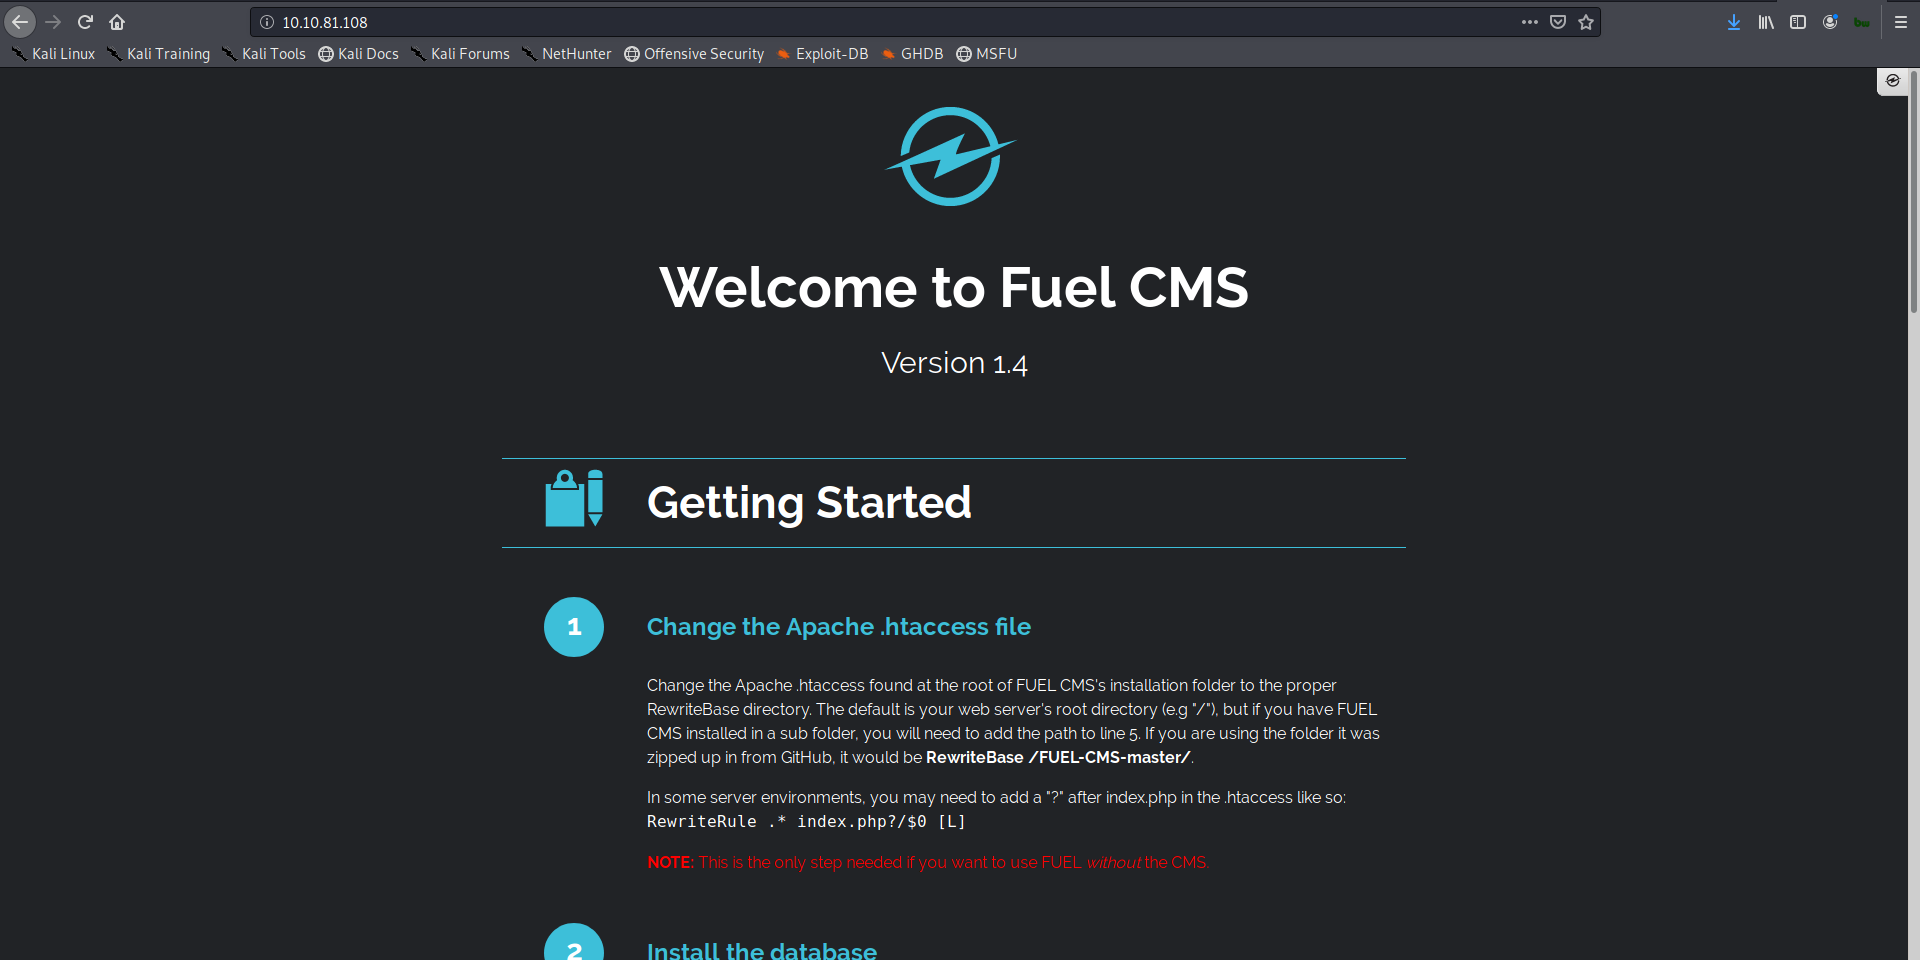 10.10.81.108
Kali Linux Kali Training Kali Tools Kali Docs Kali Forums NetHunter Offensive Security Exploit-DB GHDB MSFU
Welcome to Fuel CMS
Version 1.4
Getting Started
1 Change the Apache .htaccess file
Change the Apache .htaccess found at the root of FUEL CMS's installation folder to the proper
RewriteBase directory. The default is your web server's root directory (e.g "/"), but if you have FUEL
CMS installed in a sub folder, you will need to add the path to line 5. If you are using the folder it was
zipped up in from GitHub, it would be RewriteBase /FUEL-CMS-master/.
In some server environments, you may need to add a "?" after index.php in the .htaccess like so:
RewriteRule .* index.php?/$0 [L]
NOTE: This is the only step needed if you want to use FUEL without the CMS.
2 Install the database